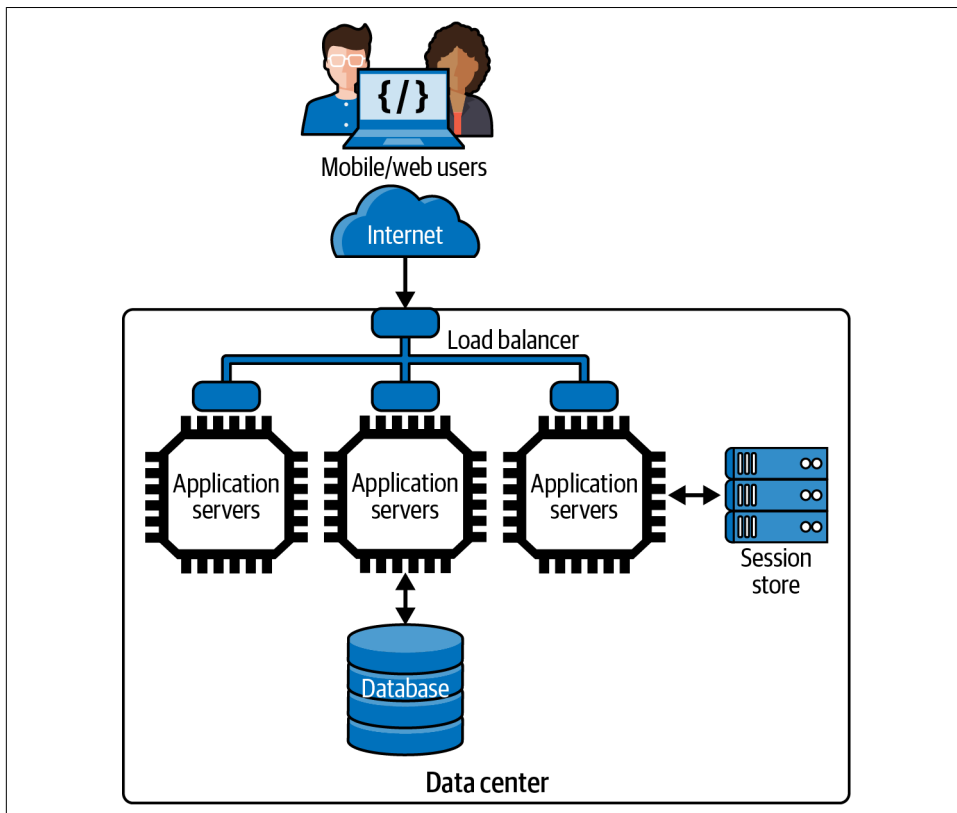 {/}
Mobile/web users
Internet
Load balancer
Application
servers
Application
servers
Application
servers
Session
store
Database
Data center